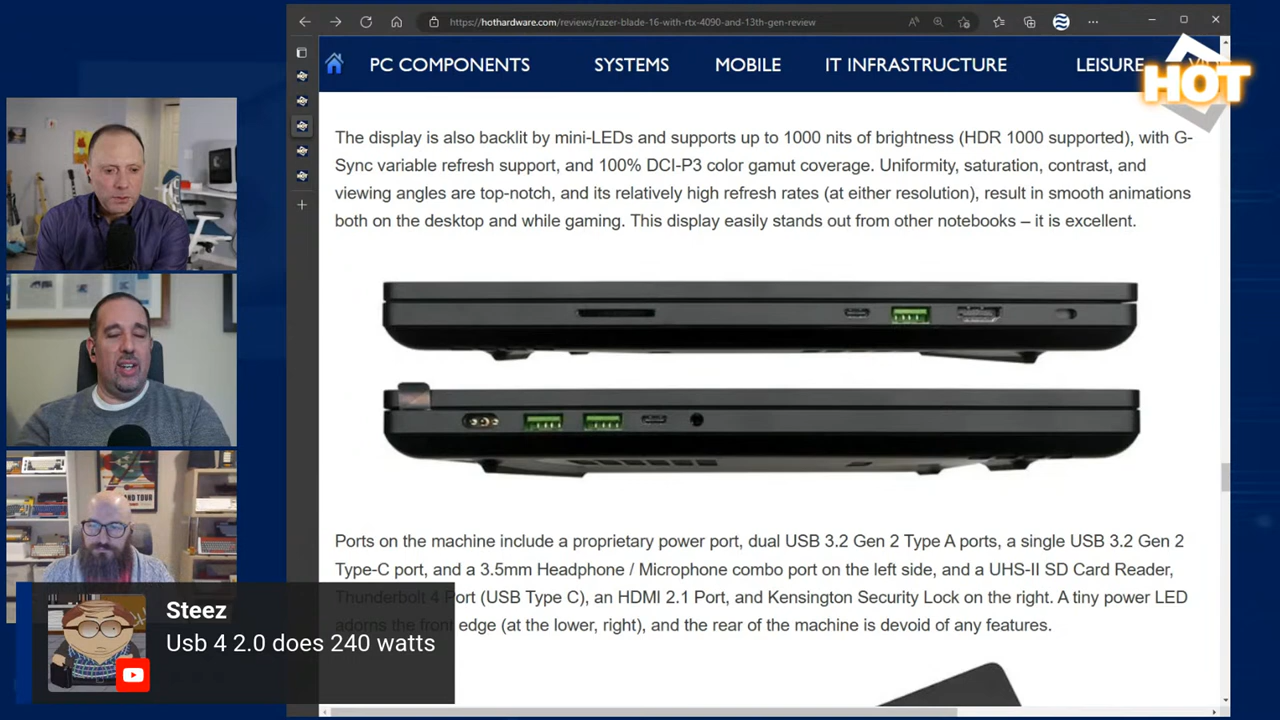 https://hothardware.com/reviews/razer-blade-16-with-rtx-4090-and-13th-gen-review
PC COMPONENTS SYSTEMS MOBILE IT INFRASTRUCTURE LEISURE
HOT
The display is also backlit by mini-LEDs and supports up to 1000 nits of brightness (HDR 1000 supported), with G-
Sync variable refresh support, and 100% DCI-P3 color gamut coverage. Uniformity, saturation, contrast, and
viewing angles are top-notch, and its relatively high refresh rates (at either resolution), result in smooth animations
both on the desktop and while gaming. This display easily stands out from other notebooks – it is excellent.
Ports on the machine include a proprietary power port, dual USB 3.2 Gen 2 Type A ports, a single USB 3.2 Gen 2
Type-C port, and a 3.5mm Headphone / Microphone combo port on the left side, and a UHS-II SD Card Reader,
Thunderbolt 4 Port (USB Type C), an HDMI 2.1 Port, and Kensington Security Lock on the right. A tiny power LED
adorns the front edge (at the lower, right), and the rear of the machine is devoid of any features.
Steez
Usb 4 2.0 does 240 watts